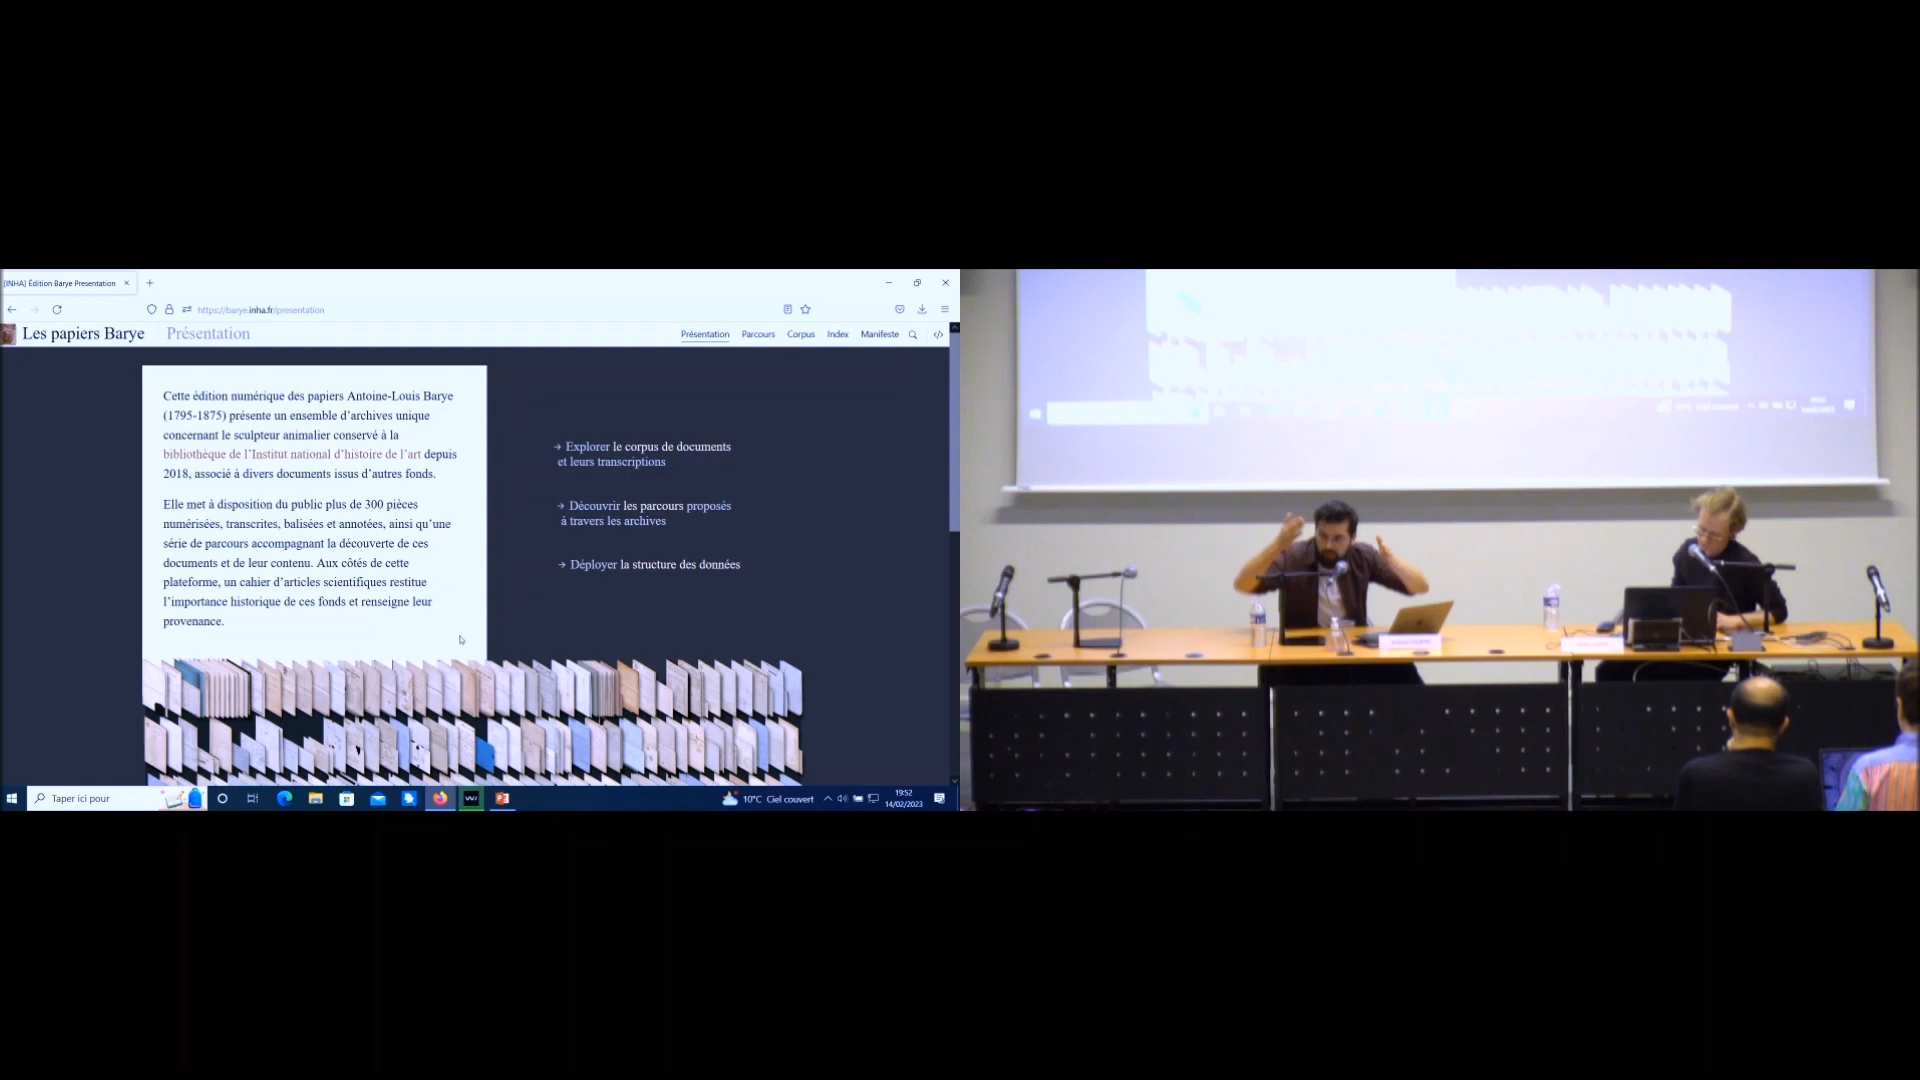 [INHA] Édition Barye Presentation
https://barye.inha.fr/presentation
Les papiers Barye
Présentation
Présentation
Parcours
Corpus
Index
Manifeste
Cette édition numérique des papiers Antoine-Louis Barye
(1795-1875) présente un ensemble d’archives unique
concernant le sculpteur animalier conservé à la
bibliothèque de l’Institut national d’histoire de l’art depuis
2018, associé à divers documents issus d’autres fonds.
Elle met à disposition du public plus de 300 pièces
numérisées, transcrites, balisées et annotées, ainsi qu’une
série de parcours accompagnant la découverte de ces
documents et de leur contenu. Aux côtés de cette
plateforme, un cahier d’articles scientifiques restitue
l’importance historique de ces fonds et renseigne leur
provenance.
→ Explorer le corpus de documents
et leurs transcriptions
→ Découvrir les parcours proposés
à travers les archives
→ Déployer la structure des données
Taper ici pour
10°C Ciel couvert
19:52
14/02/2023